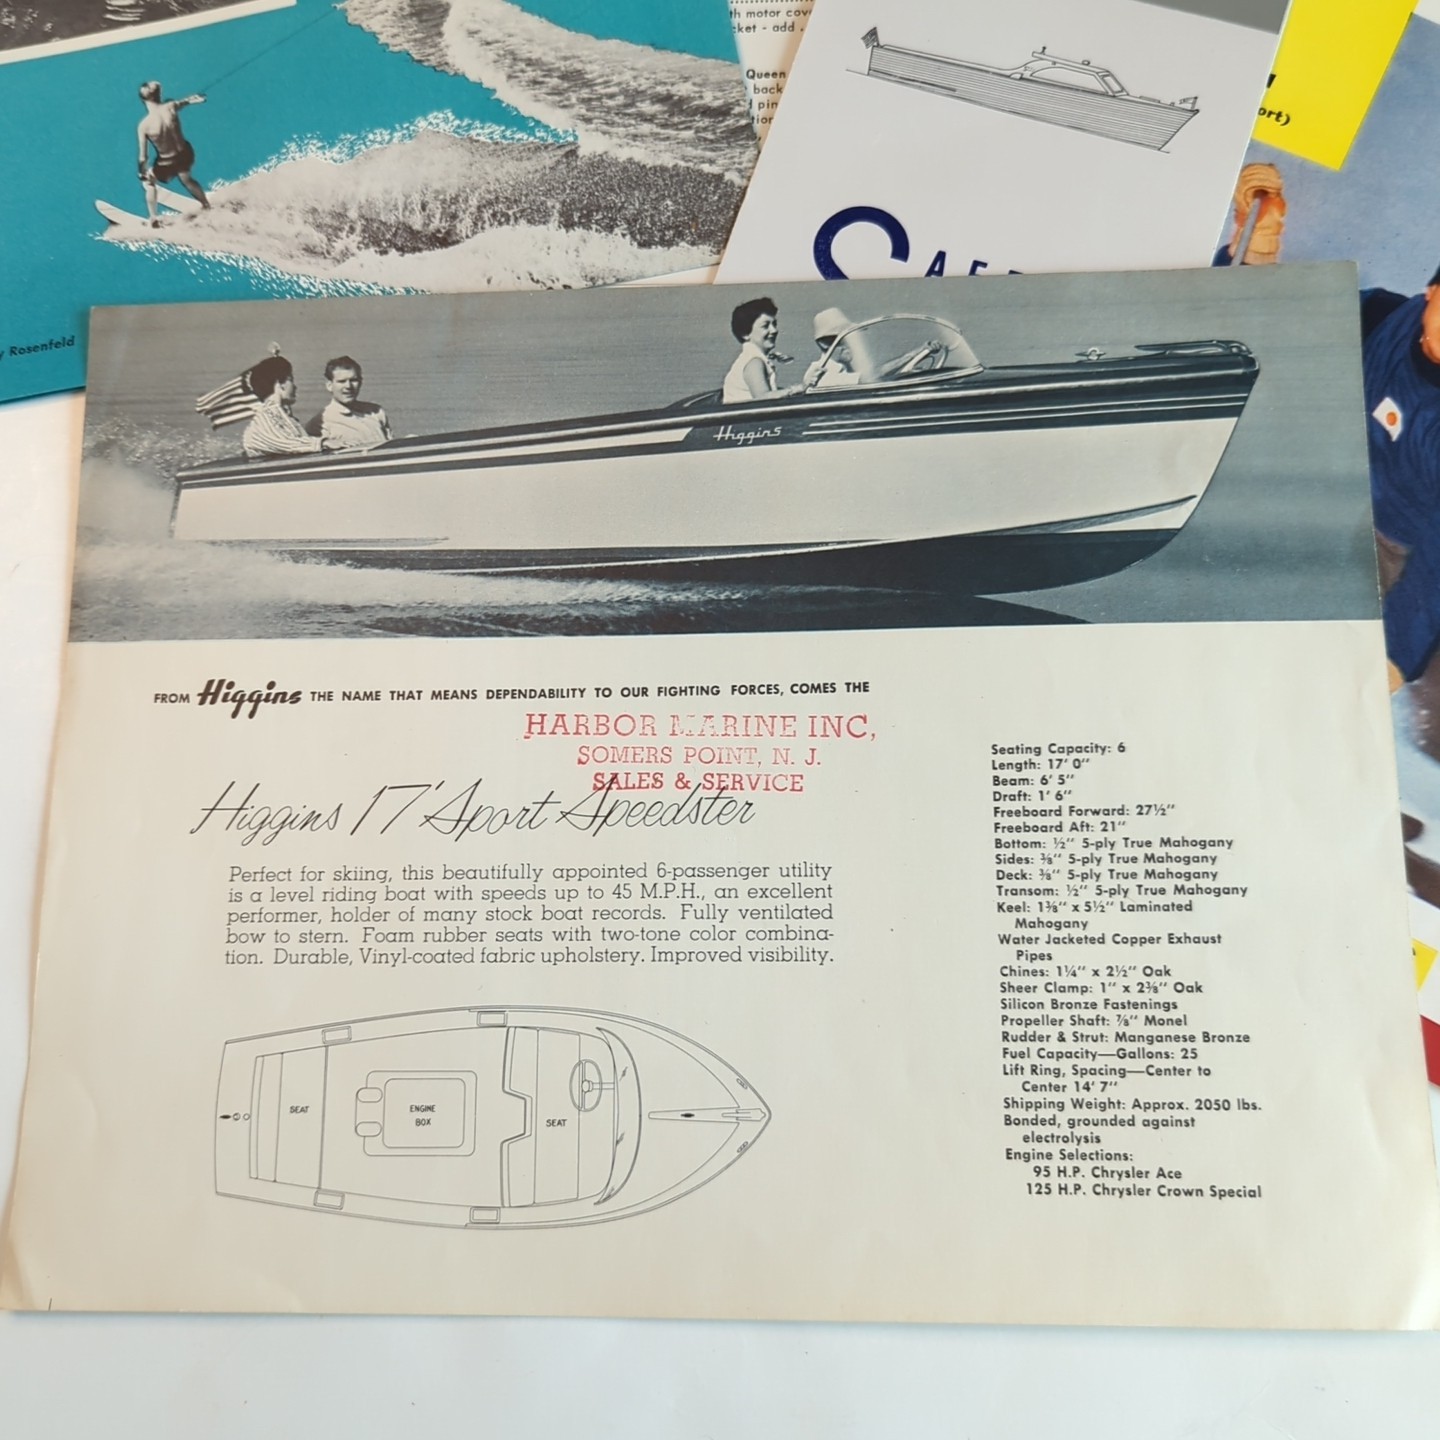 Rosenfeld
Queen
back
Higgins
FROM Higgins THE NAME THAT MEANS DEPENDABILITY TO OUR FIGHTING FORCES, COMES THE
HARBOR MARINE INC,
SOMERS POINT, N. J.
SALES & SERVICE
Higgins 17' Sport Speedster
Perfect for skiing, this beautifully appointed 6-passenger utility
is a level riding boat with speeds up to 45 M.P.H., an excellent
performer, holder of many stock boat records. Fully ventilated
bow to stern. Foam rubber seats with two-tone color combina-
tion. Durable, Vinyl-coated fabric upholstery. Improved visibility.
SEAT
ENGINE
BOX
SEAT
Seating Capacity: 6
Length: 17' 0"
Beam: 6' 5"
Draft: 1' 6"
Freeboard Forward: 27½"
Freeboard Aft: 21"
Bottom: ½" 5-ply True Mahogany
Sides: ⅜" 5-ply True Mahogany
Deck: ⅜" 5-ply True Mahogany
Transom: ½" 5-ply True Mahogany
Keel: 1⅜" x 5½" Laminated
Mahogany
Water Jacketed Copper Exhaust
Pipes
Chines: 1¼" x 2½" Oak
Sheer Clamp: 1" x 2⅜" Oak
Silicon Bronze Fastenings
Propeller Shaft: ⅞" Monel
Rudder & Strut: Manganese Bronze
Fuel Capacity—Gallons: 25
Lift Ring, Spacing—Center to
Center 14' 7"
Shipping Weight: Approx. 2050 lbs.
Bonded, grounded against
electrolysis
Engine Selections:
95 H.P. Chrysler Ace
125 H.P. Chrysler Crown Special